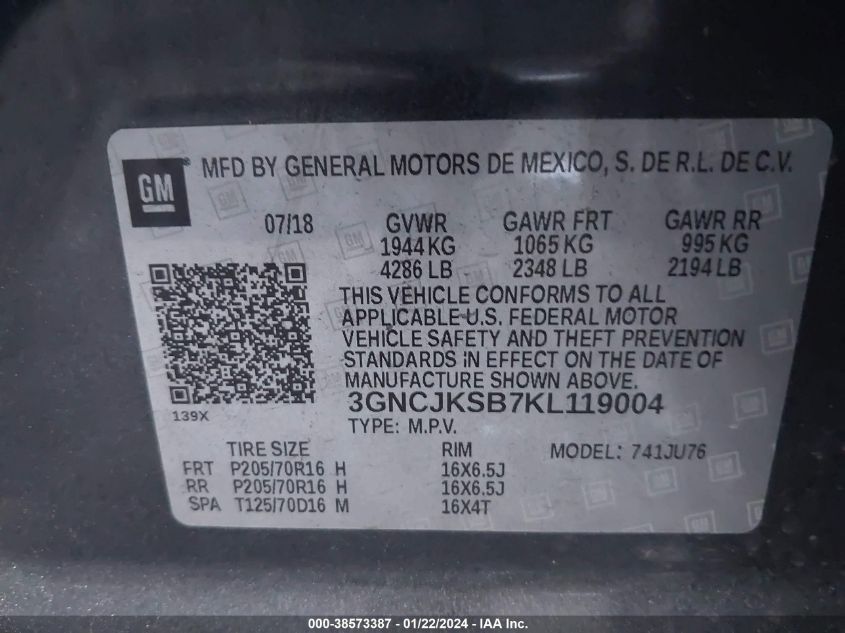 GM ® MFD BY GENERAL MOTORS DE MEXICO, S. DE R.L. DE C.V.
07/18 GVWR GAWR FRT GAWR RR
1944 KG 1065 KG 995 KG
4286 LB 2348 LB 2194 LB
THIS VEHICLE CONFORMS TO ALL
APPLICABLE U.S. FEDERAL MOTOR
VEHICLE SAFETY AND THEFT PREVENTION
STANDARDS IN EFFECT ON THE DATE OF
MANUFACTURE SHOWN ABOVE.
139X
3GNCJKSB7KL119004
TYPE: M.P.V.
TIRE SIZE RIM MODEL: 741JU76
FRT P205/70R16 H 16X6.5J
RR P205/70R16 H 16X6.5J
SPA T125/70D16 M 16X4T
000-38573387 - 01/22/2024 - IAA Inc.